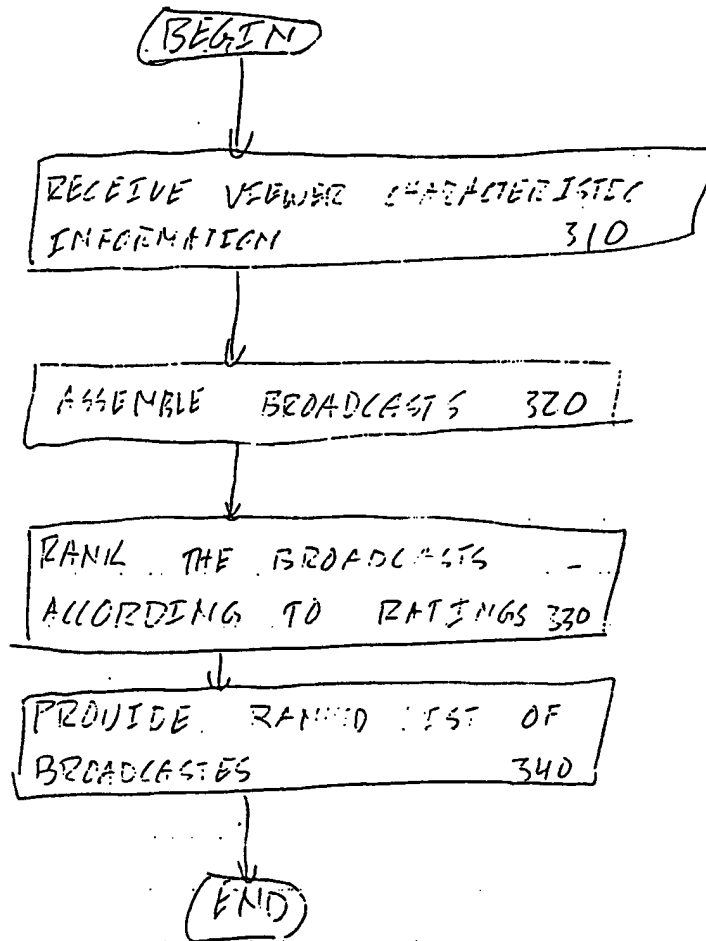 BEGIN
RECEIVE VIEWER CHARACTERISTIC
INFORMATION 310
ASSEMBLE BROADCASTS 320
RANK THE BROADCASTS
ACCORDING TO RATINGS 330
PROVIDE RANKED LIST OF
BROADCASTES 340
END